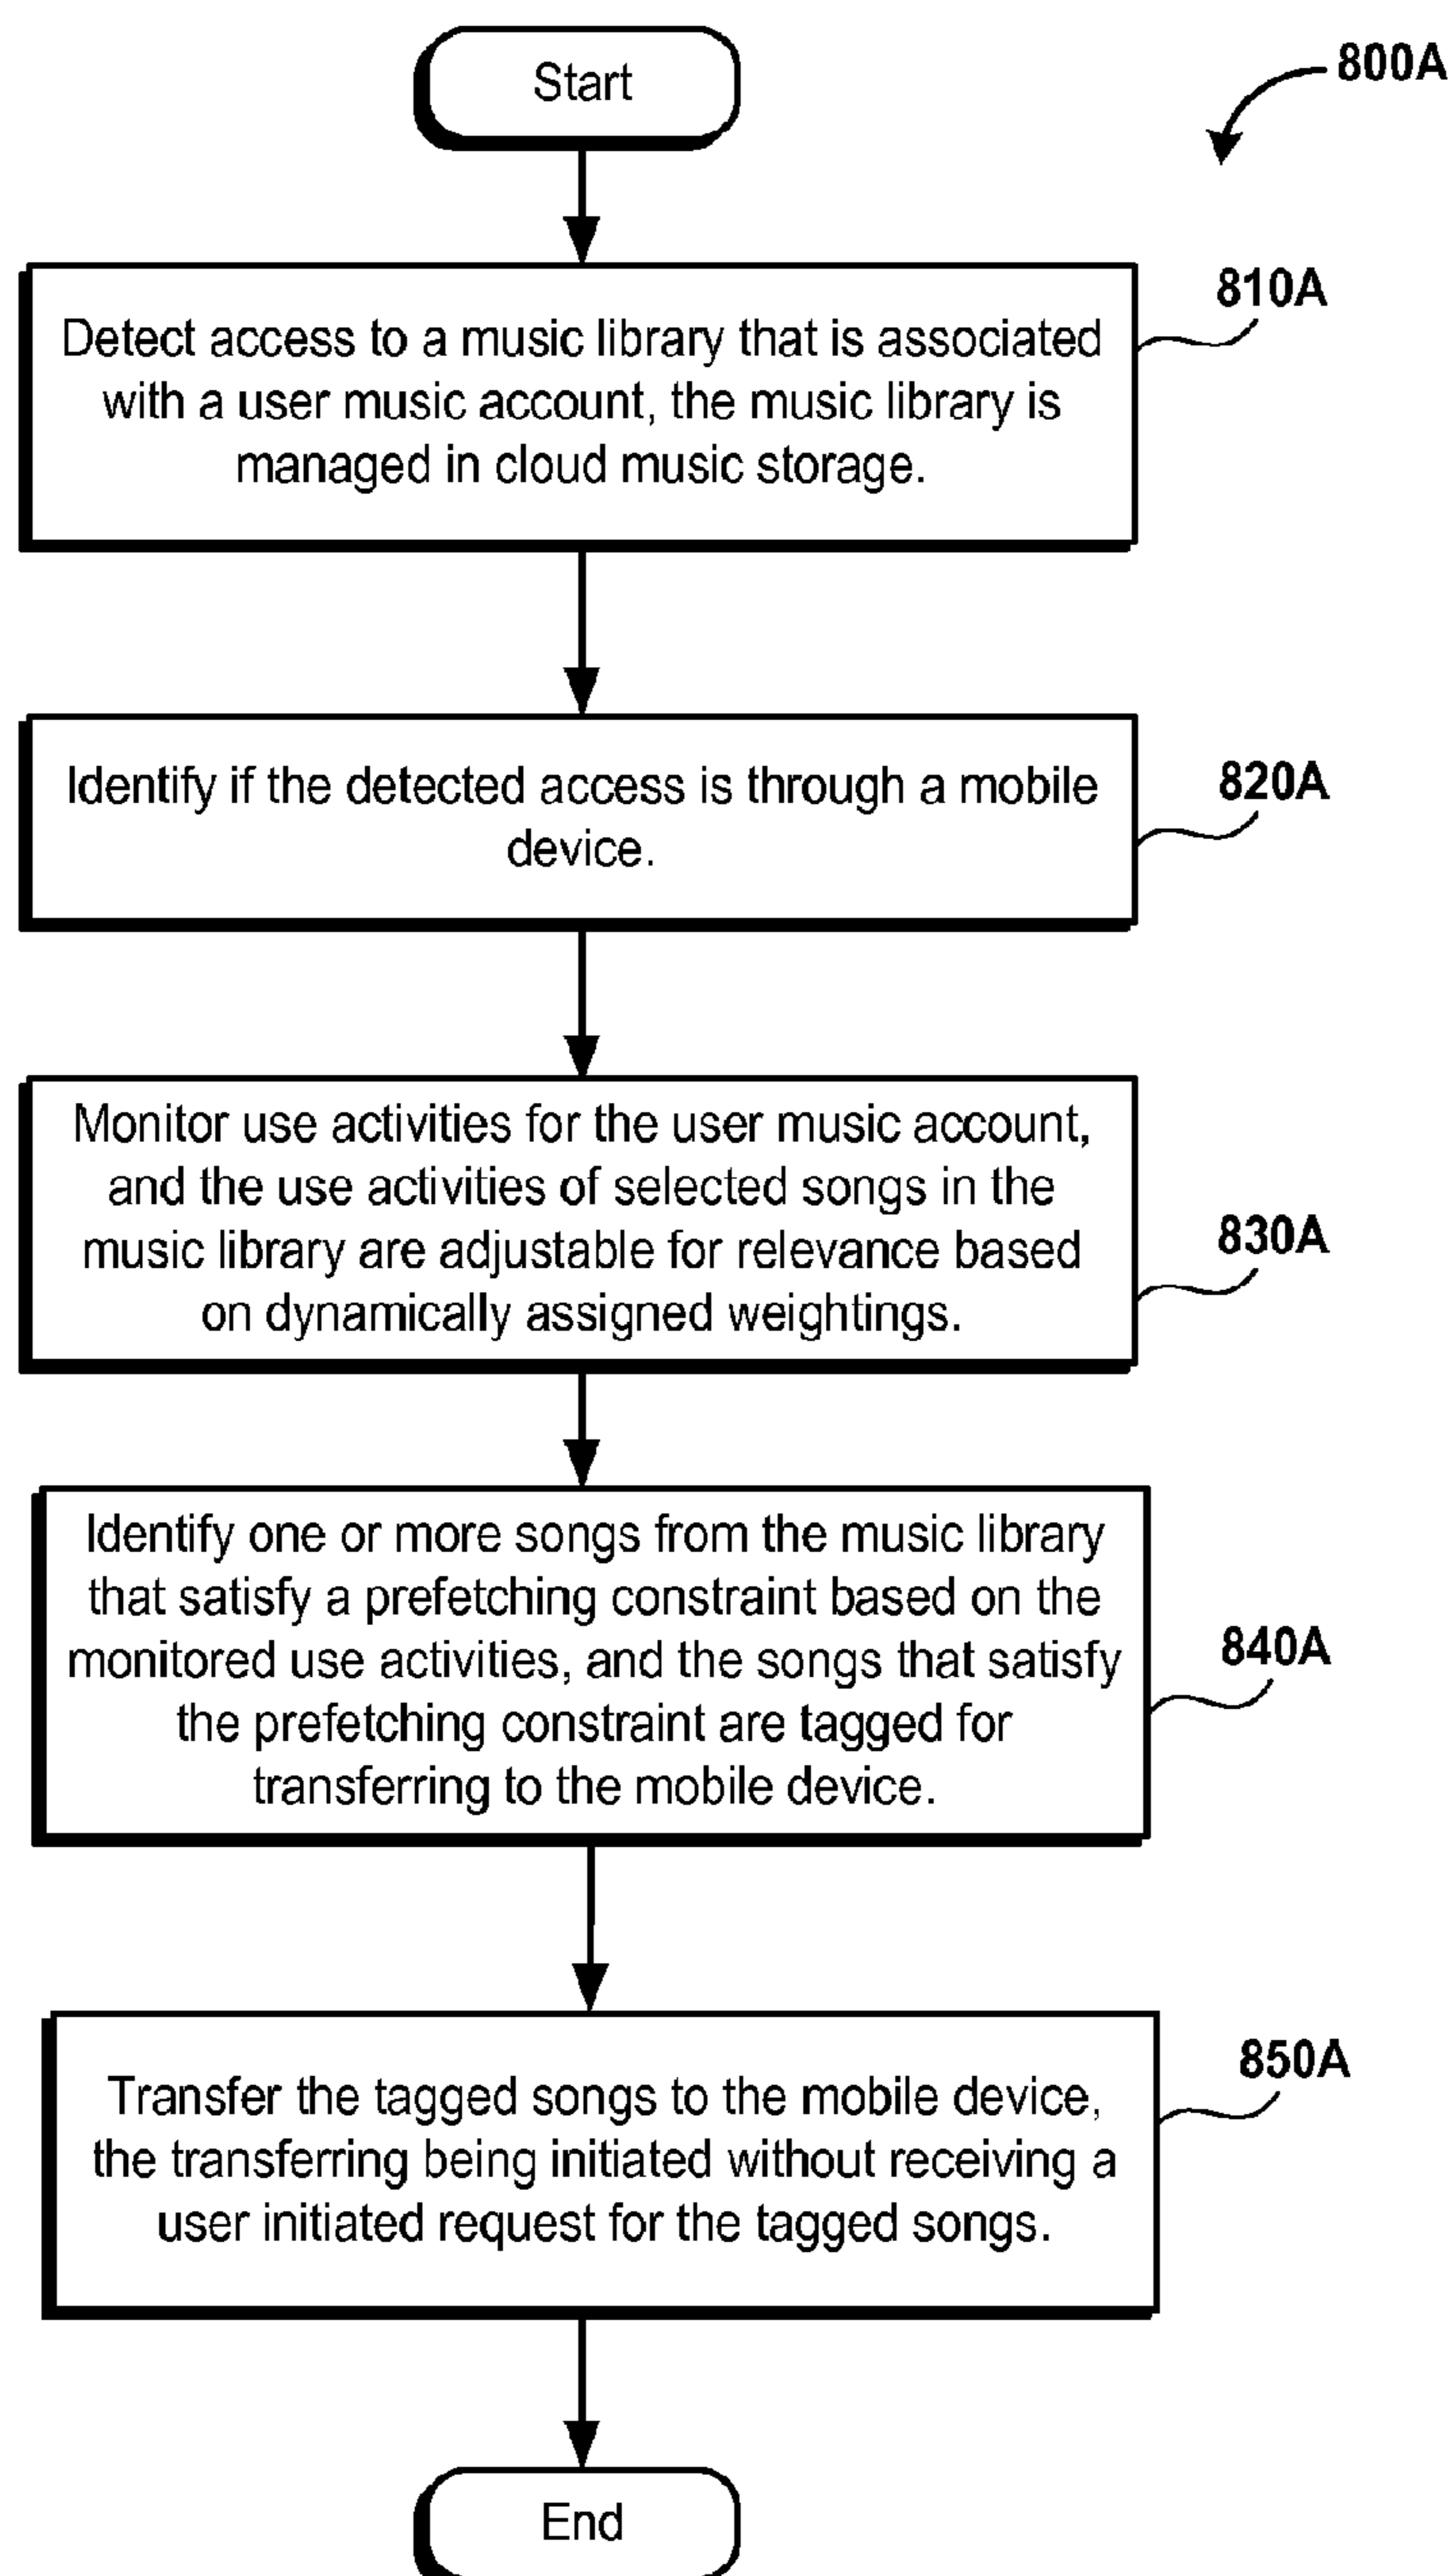 Start
800A
Detect access to a music library that is associated
with a user music account, the music library is
managed in cloud music storage.
810A
Identify if the detected access is through a mobile
device.
820A
Monitor use activities for the user music account,
and the use activities of selected songs in the
music library are adjustable for relevance based
on dynamically assigned weightings.
830A
Identify one or more songs from the music library
that satisfy a prefetching constraint based on the
monitored use activities, and the songs that satisfy
the prefetching constraint are tagged for
transferring to the mobile device.
840A
Transfer the tagged songs to the mobile device,
the transferring being initiated without receiving a
user initiated request for the tagged songs.
850A
End